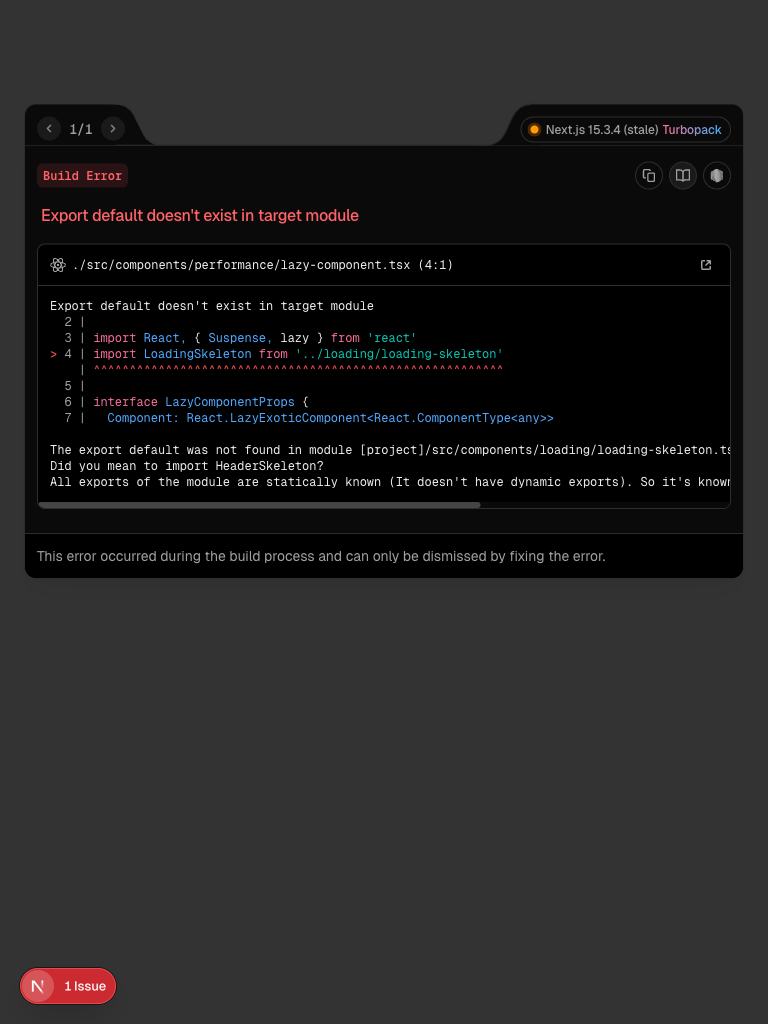 1/1
Next.js 15.3.4 (stale) Turbopack
Build Error
Export default doesn't exist in target module
./src/components/performance/lazy-component.tsx (4:1)
Export default doesn't exist in target module
  2 |
  3 | import React, { Suspense, lazy } from 'react'
> 4 | import LoadingSkeleton from '../loading/loading-skeleton'
    | ^^^^^^^^^^^^^^^^^^^^^^^^^^^^^^^^^^^^^^^^^^^^^^^^^^^^^^^^^
  5 |
  6 | interface LazyComponentProps {
  7 |   Component: React.LazyExoticComponent<React.ComponentType<any>>
The export default was not found in module [project]/src/components/loading/loading-skeleton.ts
Did you mean to import HeaderSkeleton?
All exports of the module are statically known (It doesn't have dynamic exports). So it's known
This error occurred during the build process and can only be dismissed by fixing the error.
N 1 Issue